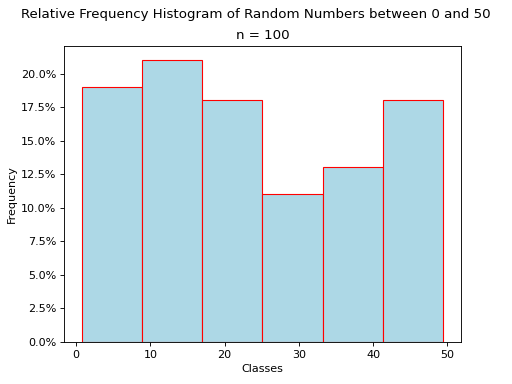 Relative Frequency Histogram of Random Numbers between 0 and 50
n = 100
20.0%
17.5%
15.0%
12.5%
10.0%
7.5%
5.0%
2.5%
0.0%
Frequency
0 10 20 30 40 50
Classes